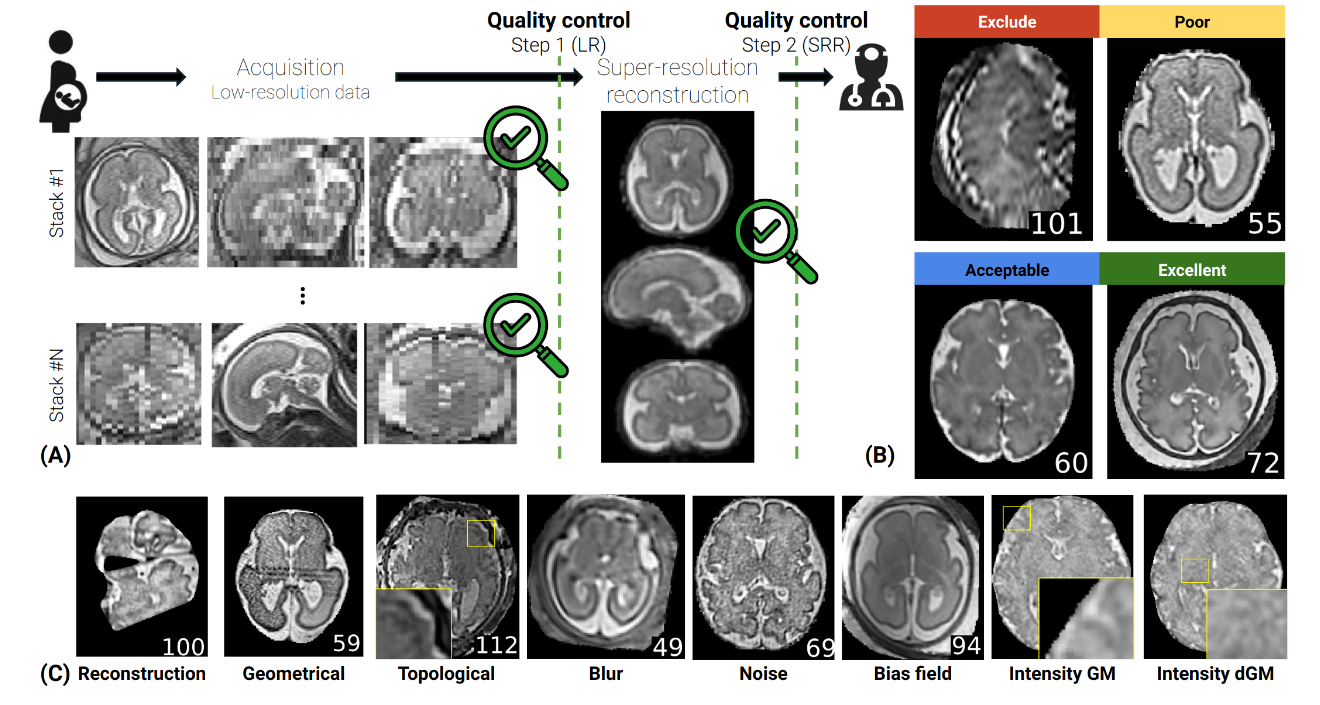 Quality control
Step 1 (LR)
Quality control
Step 2 (SRR)
Acquisition
Low-resolution data
Super-resolution
reconstruction
Stack #1
Stack #N
(A)
Exclude
Poor
101
55
Acceptable
Excellent
60
72
(B)
100
59
112
49
69
94
(C)
Reconstruction
Geometrical
Topological
Blur
Noise
Bias field
Intensity GM
Intensity dGM